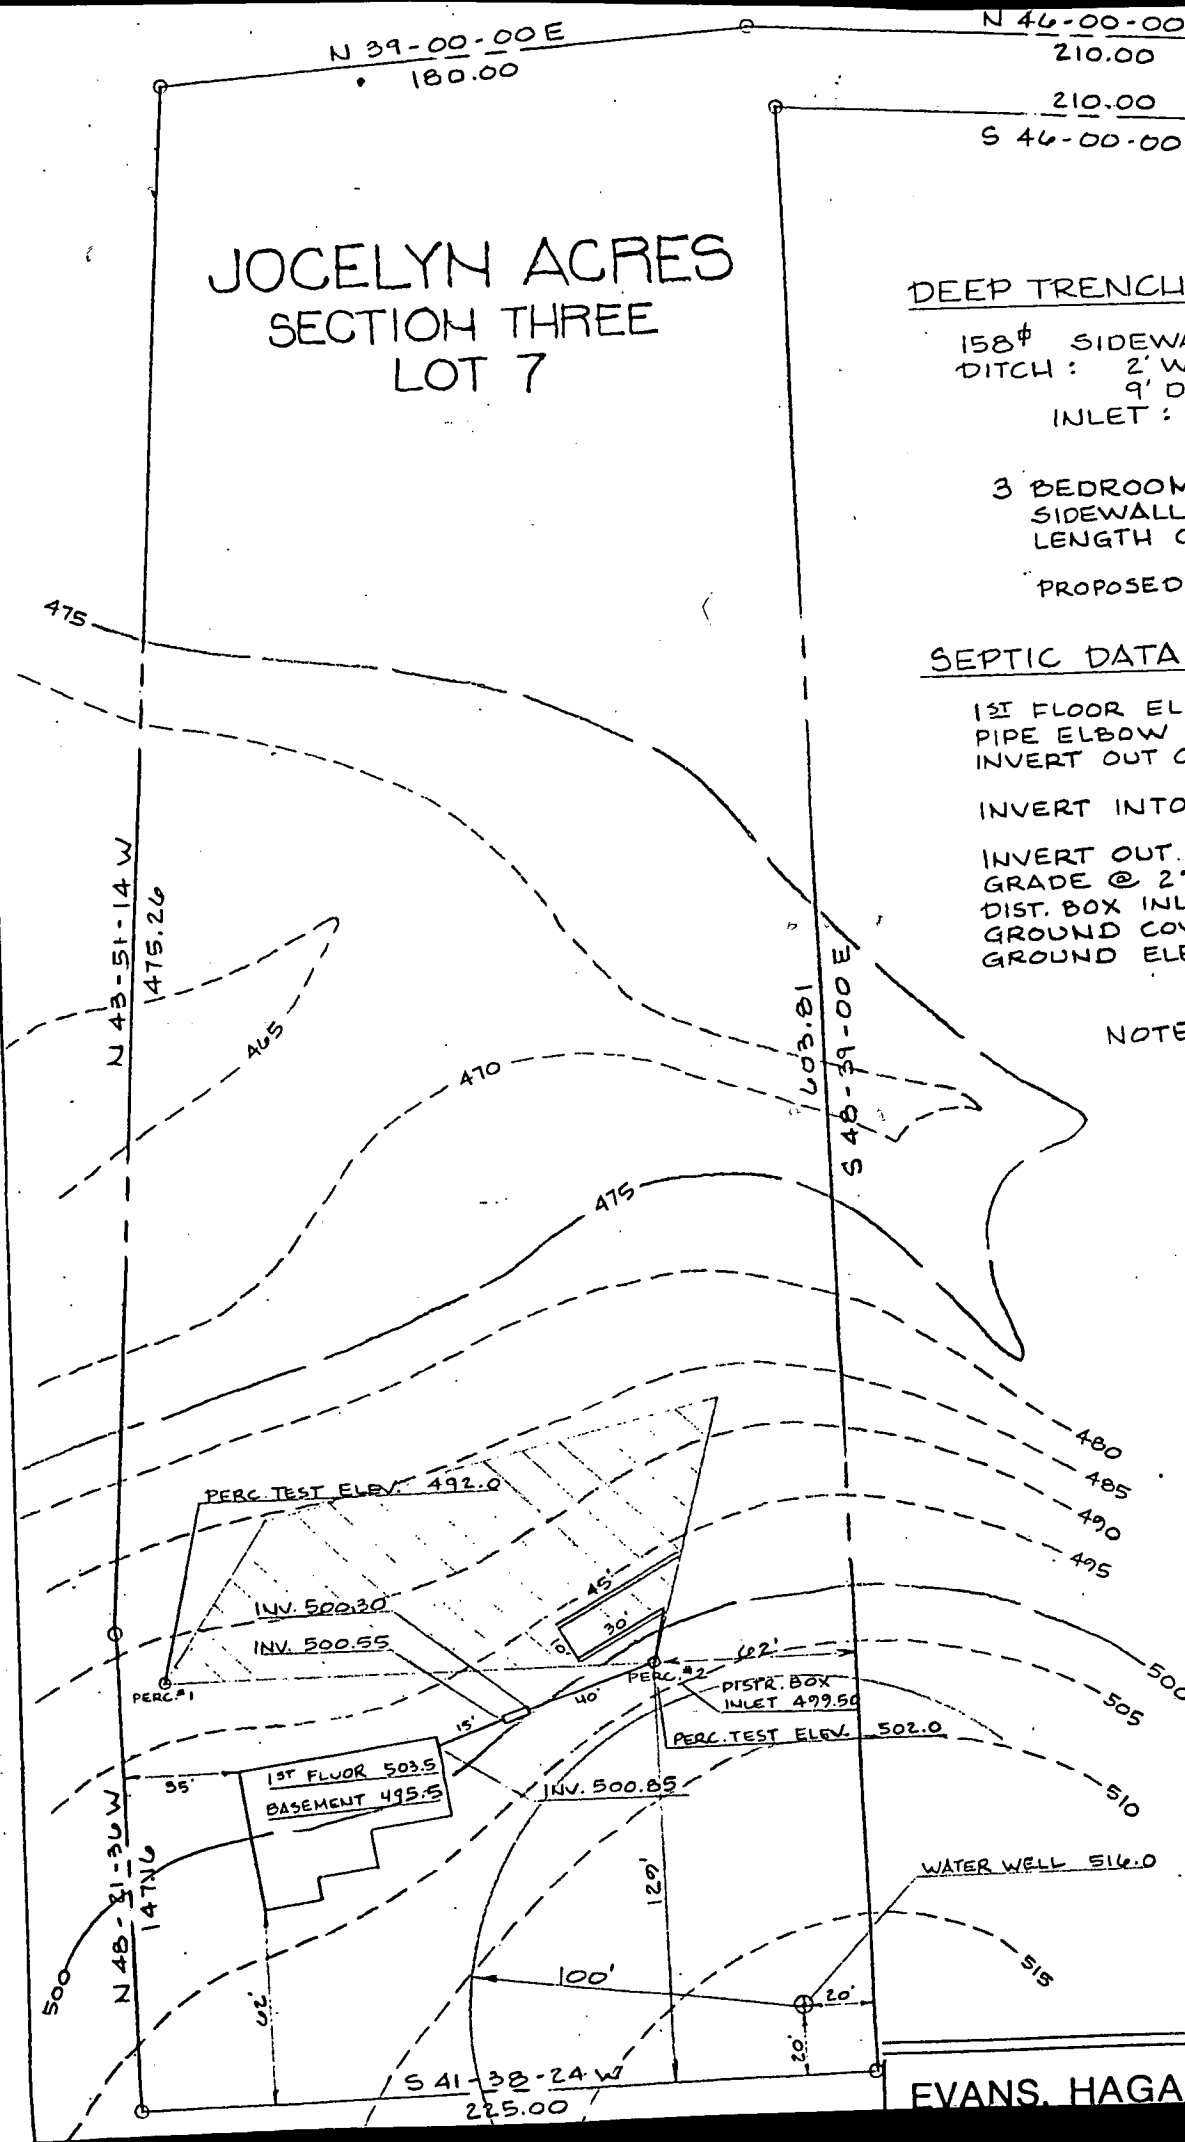 N 39-00-00 E
180.00
N 46-00-00
210.00
210.00
S 46-00-00
JOCELYN ACRES
SECTION THREE
LOT 7
DEEP TRENCH
158⏀ SIDEWA
DITCH : 2' W
9' D
INLET :
3 BEDROOM
SIDEWALL
LENGTH O
PROPOSED
SEPTIC DATA
1ST FLOOR EL
PIPE ELBOW
INVERT OUT O
INVERT INTO
INVERT OUT.
GRADE @ 2%
DIST. BOX INL
GROUND COV
GROUND ELE
NOTE
475
N 43-51-14 W
1475.26
465
470
603.81
S 48-39-00 E
475
480
485
490
495
500
505
510
515
PERC. TEST ELEV. 492.0
INV. 500.30
INV. 500.55
45'
30'
10'
62'
PERC. #1
PERC. #2
DISTR. BOX
INLET 499.50
40'
15'
PERC. TEST ELEV. 502.0
35'
1ST FLUOR 503.5
BASEMENT 495.5
INV. 500.85
WATER WELL 516.0
129'
N 48-21-36 W
100'
20'
20'
62'
500
S 41-38-24 W
225.00
EVANS, HAGA